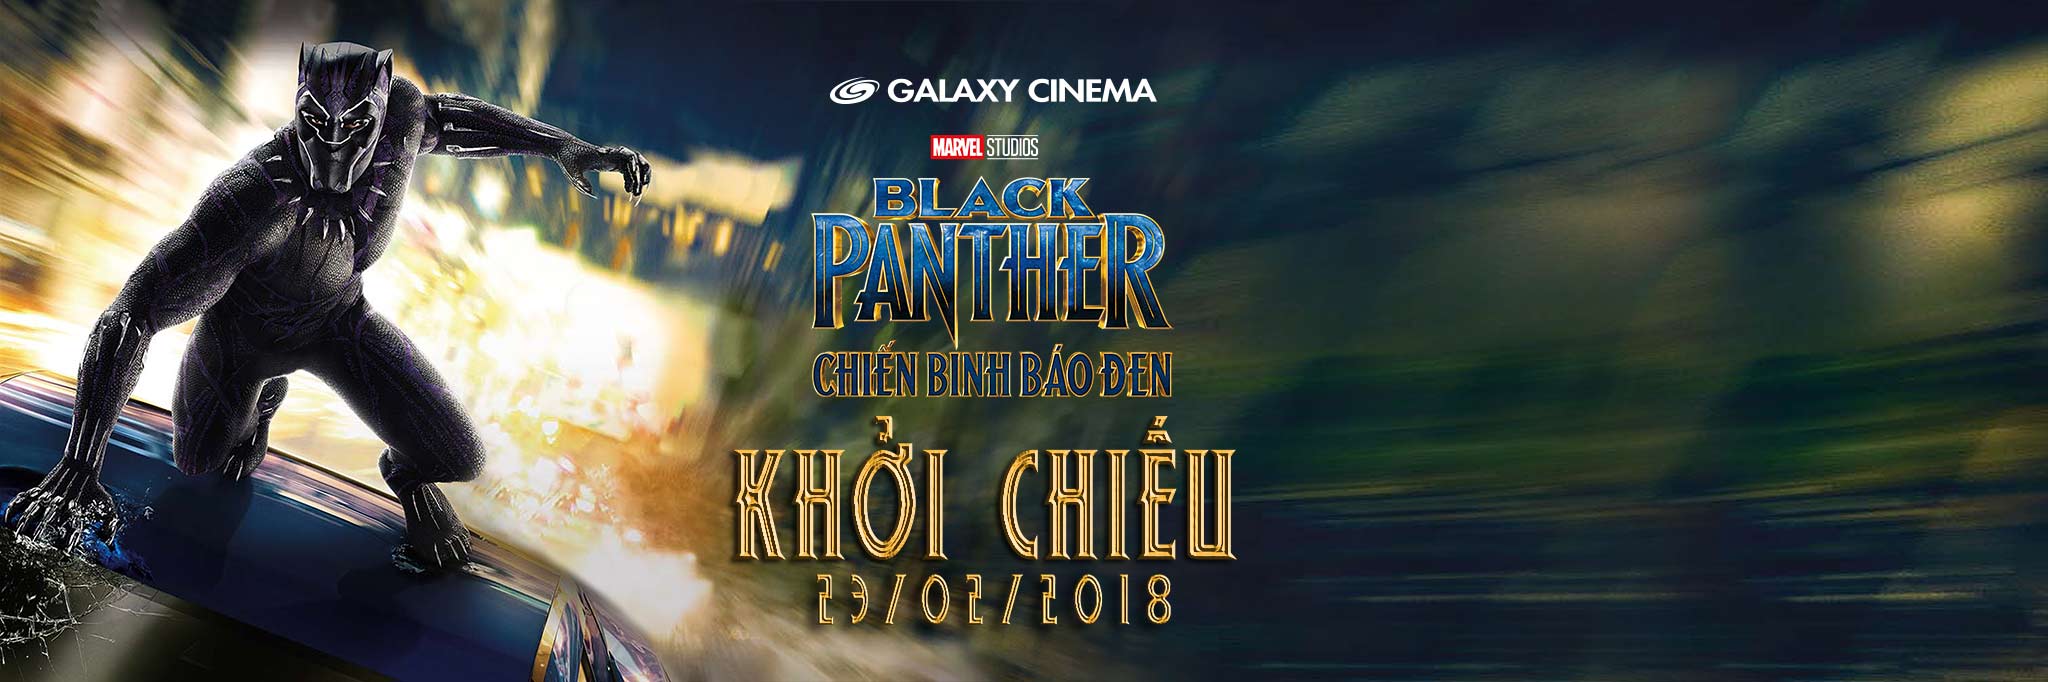 GALAXY CINEMA
MARVEL STUDIOS
BLACK
PANTHER
CHIẾN BINH BÁO ĐEN
KHỞI CHIẾU
23/02/2018